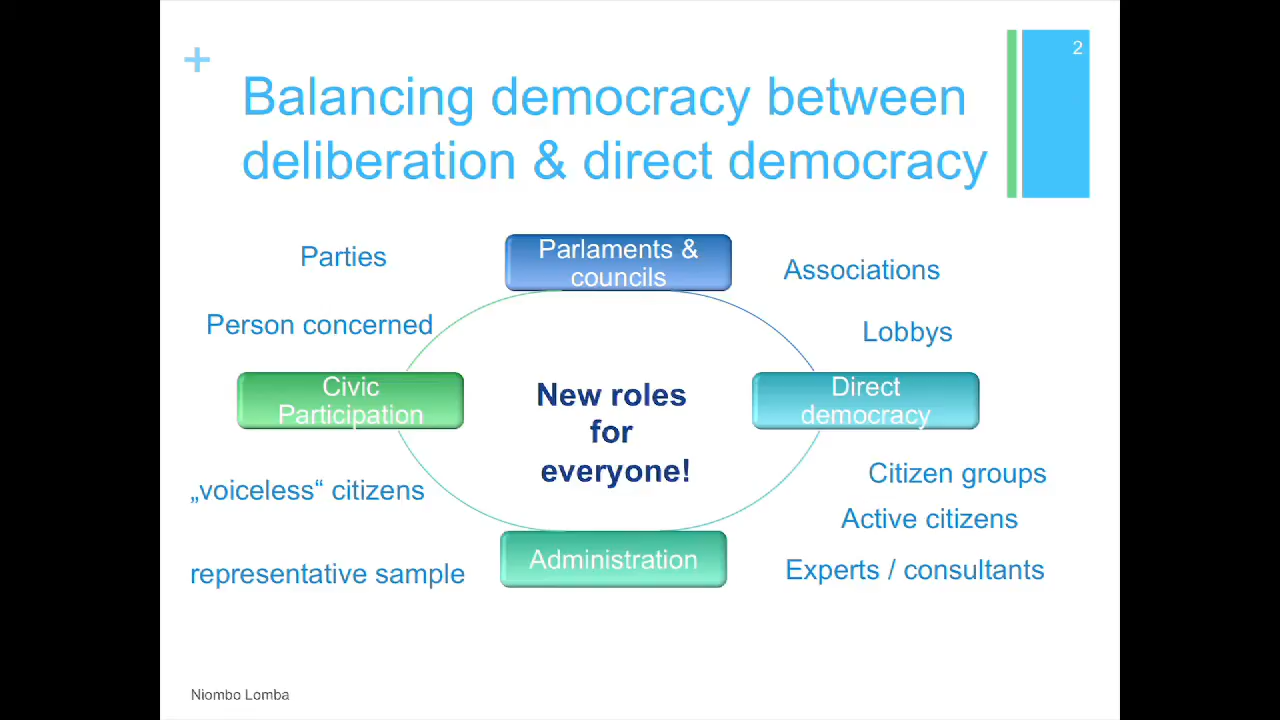 +
2
Balancing democracy between
deliberation & direct democracy
Parties
Parlaments &
councils
Associations
Person concerned
Lobbys
Civic
Participation
New roles
for
everyone!
Direct
democracy
„voiceless“ citizens
Citizen groups
Active citizens
representative sample
Administration
Experts / consultants
Niombo Lomba